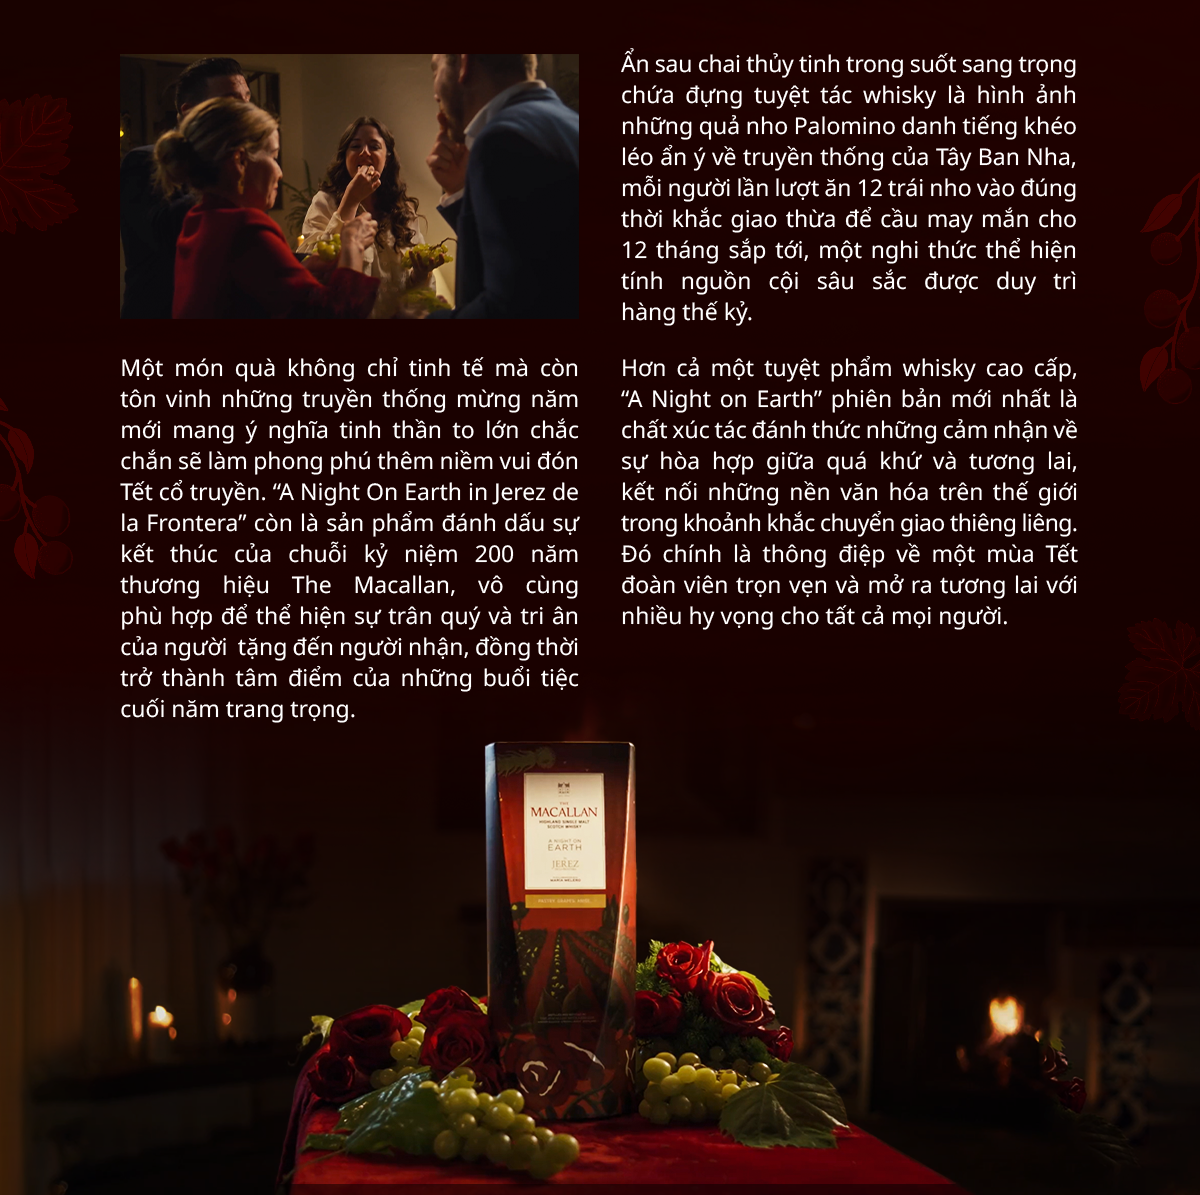 Ẩn sau chai thủy tinh trong suốt sang trọng
chứa đựng tuyệt tác whisky là hình ảnh
những quả nho Palomino danh tiếng khéo
léo ẩn ý về truyền thống của Tây Ban Nha,
mỗi người lần lượt ăn 12 trái nho vào đúng
thời khắc giao thừa để cầu may mắn cho
12 tháng sắp tới, một nghi thức thể hiện
tính nguồn cội sâu sắc được duy trì
hàng thế kỷ.
Một món quà không chỉ tinh tế mà còn
tôn vinh những truyền thống mừng năm
mới mang ý nghĩa tinh thần to lớn chắc
chắn sẽ làm phong phú thêm niềm vui đón
Tết cổ truyền. “A Night On Earth in Jerez de
la Frontera” còn là sản phẩm đánh dấu sự
kết thúc của chuỗi kỷ niệm 200 năm
thương hiệu The Macallan, vô cùng
phù hợp để thể hiện sự trân quý và tri ân
của người tặng đến người nhận, đồng thời
trở thành tâm điểm của những buổi tiệc
cuối năm trang trọng.
Hơn cả một tuyệt phẩm whisky cao cấp,
“A Night on Earth” phiên bản mới nhất là
chất xúc tác đánh thức những cảm nhận về
sự hòa hợp giữa quá khứ và tương lai,
kết nối những nền văn hóa trên thế giới
trong khoảnh khắc chuyển giao thiêng liêng.
Đó chính là thông điệp về một mùa Tết
đoàn viên trọn vẹn và mở ra tương lai với
nhiều hy vọng cho tất cả mọi người.
THE
MACALLAN
HIGHLAND SINGLE MALT
SCOTCH WHISKY
A NIGHT ON
EARTH
JEREZ